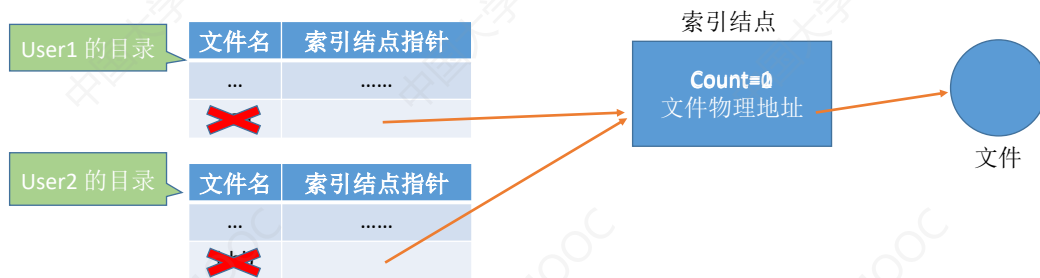 索引结点
User1 的目录
文件名 索引结点指针
... ......
文件物理地址
文件
User2 的目录
文件名 索引结点指针
... ......